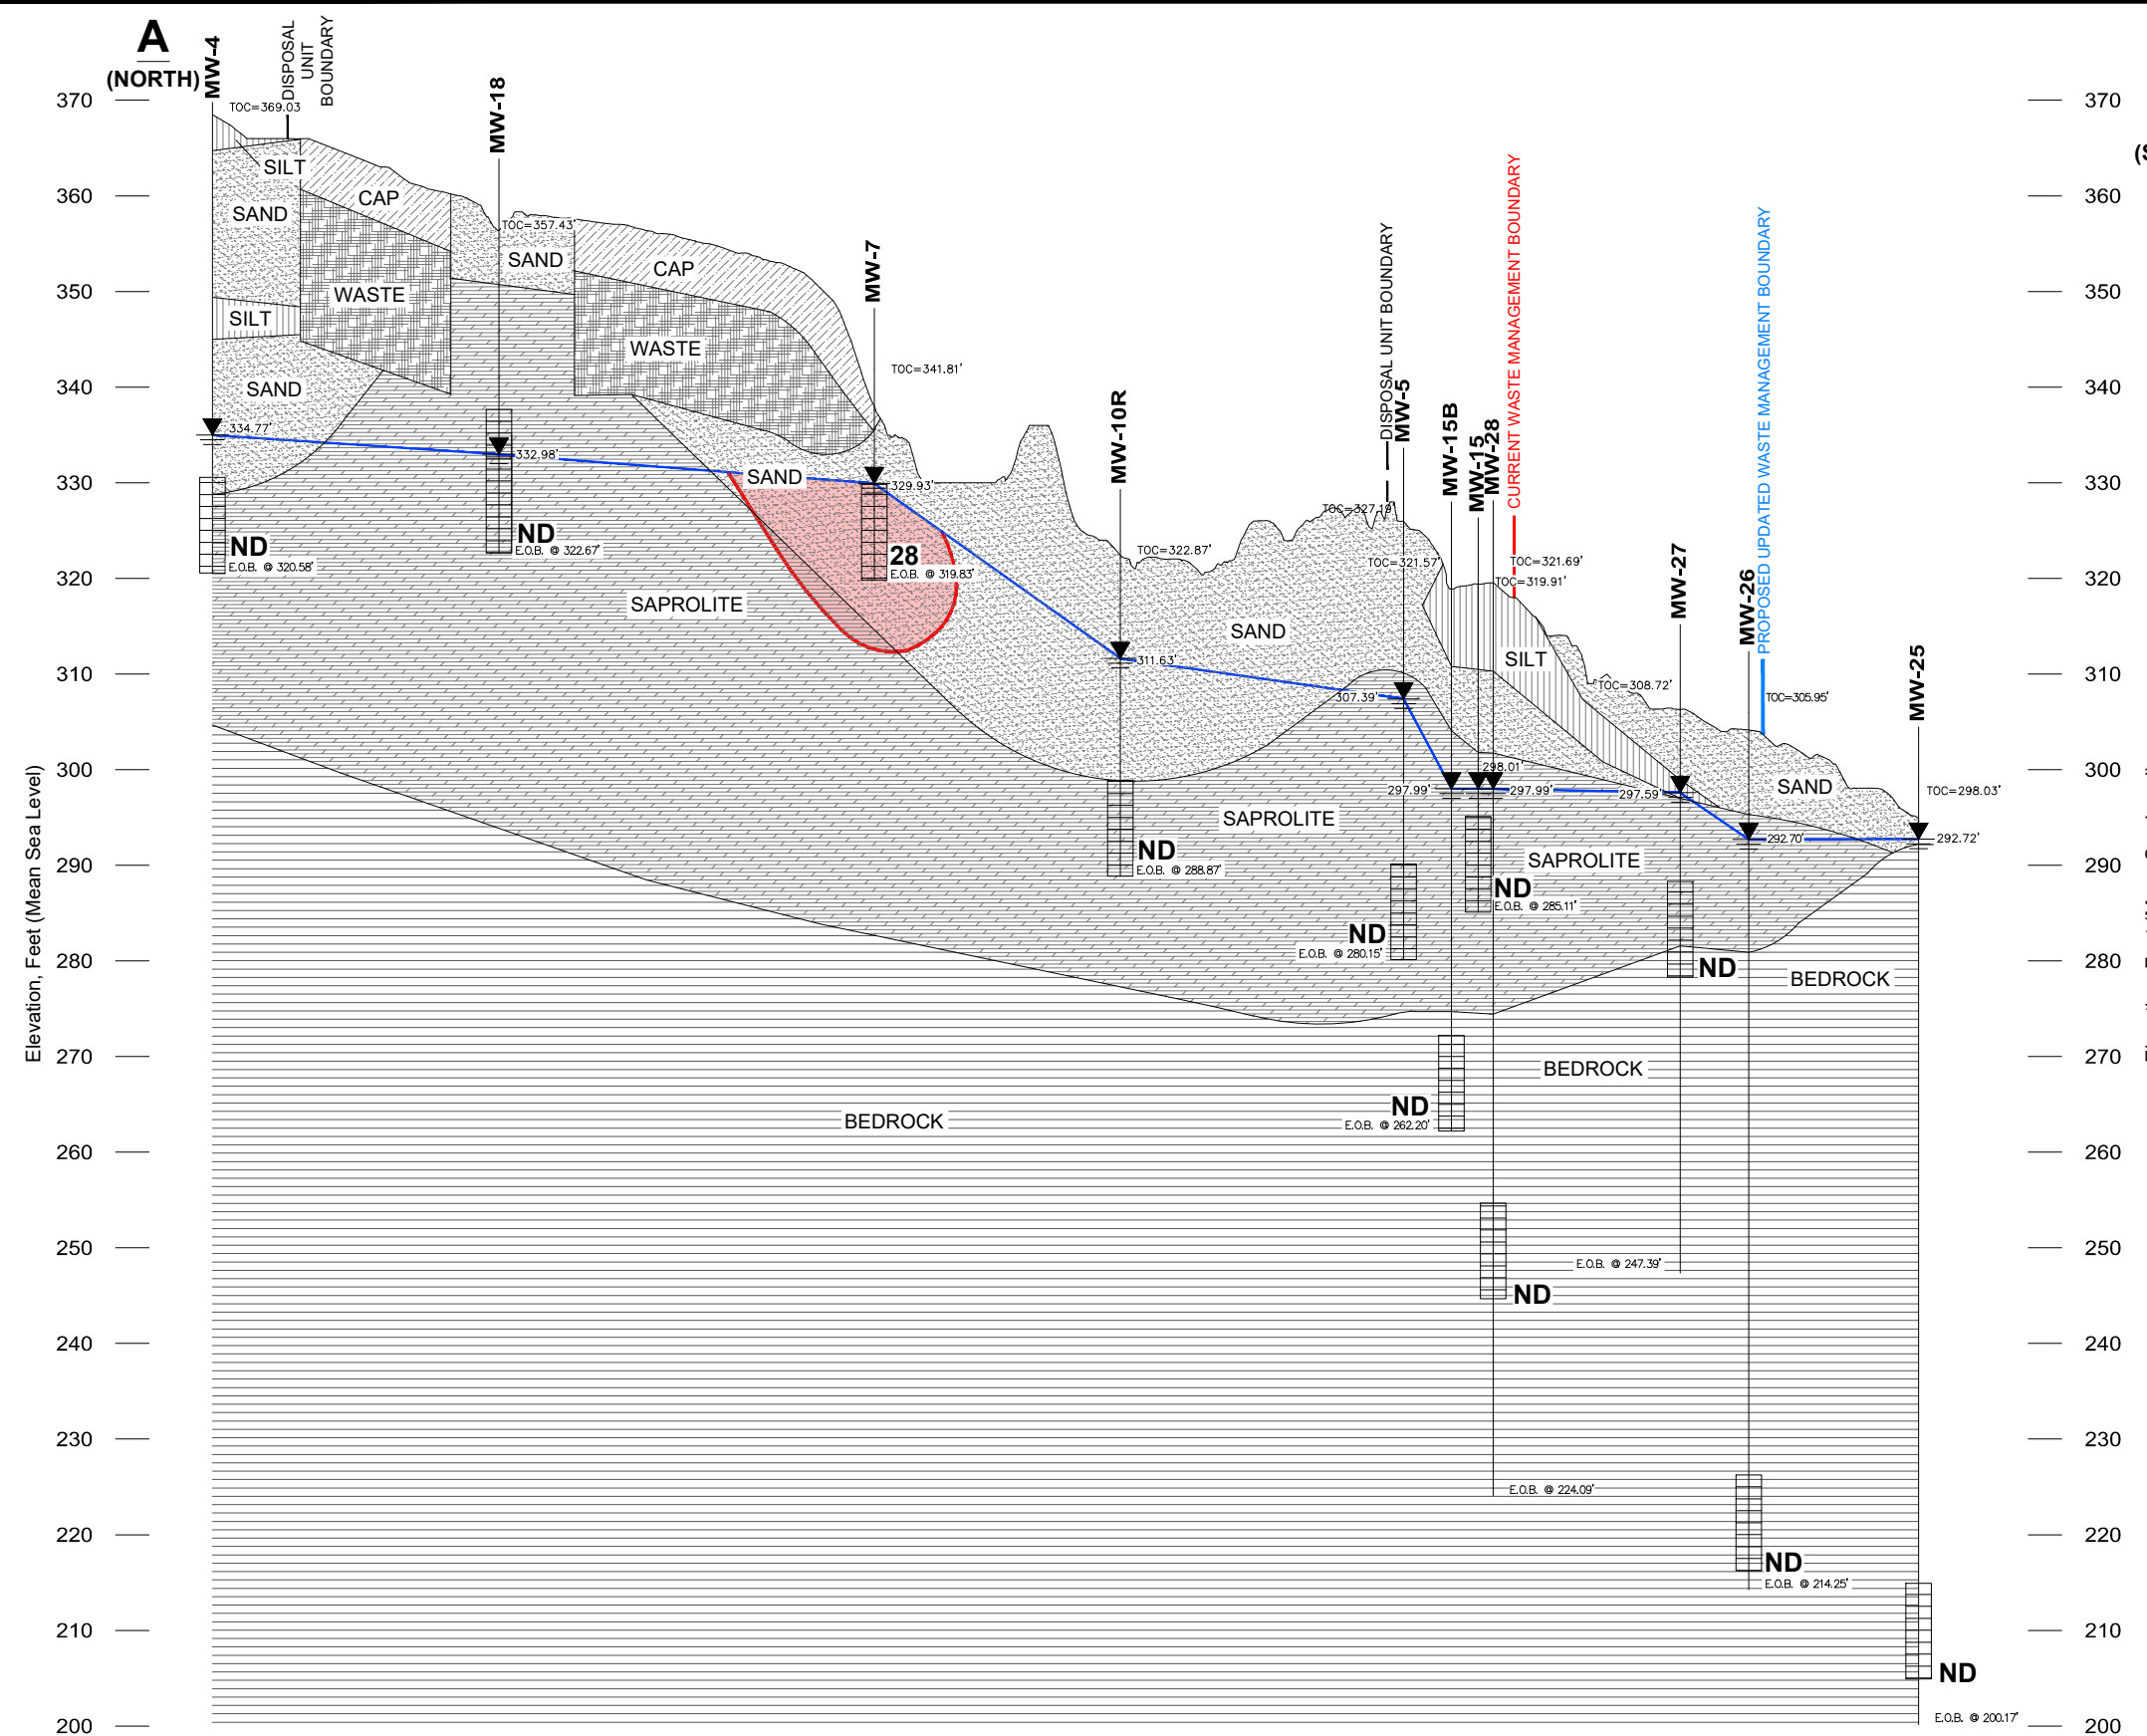 A
(NORTH)
MW-4
DISPOSAL
UNIT
BOUNDARY
MW-18
MW-7
MW-10R
DISPOSAL UNIT BOUNDARY
MW-5
MW-15B
MW-15
MW-28
CURRENT WASTE MANAGEMENT BOUNDARY
MW-27
MW-26
PROPOSED UPDATED WASTE MANAGEMENT BOUNDARY
MW-25
Elevation, Feet (Mean Sea Level)
370
360
350
340
330
320
310
300
290
280
270
260
250
240
230
220
210
200
370
360
350
340
330
320
310
300
290
280
270
260
250
240
230
220
210
200
TOC=369.03
TOC=357.43'
TOC=341.81'
TOC=322.87'
TOC=327.19'
TOC=321.57'
TOC=321.69'
TOC=319.91'
TOC=308.72'
TOC=305.95'
TOC=298.03'
SILT
CAP
SAND
SAND
WASTE
CAP
SILT
WASTE
SAND
SAND
SAPROLITE
SAND
SILT
SAND
SAPROLITE
SAPROLITE
BEDROCK
BEDROCK
BEDROCK
334.77'
332.98'
329.93'
311.63'
307.39'
298.01'
297.99'
297.99'
297.59'
292.70'
292.72'
ND
E.O.B. @ 320.58'
ND
E.O.B. @ 322.67'
28
E.O.B. @ 319.83'
ND
E.O.B. @ 288.87'
ND
E.O.B. @ 280.15'
ND
E.O.B. @ 285.11'
ND
ND
E.O.B. @ 262.20'
ND
E.O.B. @ 247.39'
E.O.B. @ 224.09'
ND
E.O.B. @ 214.25'
ND
E.O.B. @ 200.17'